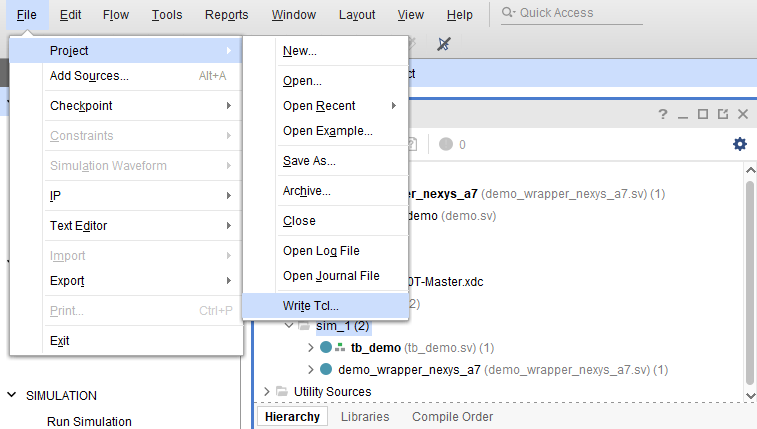 File Edit Flow Tools Reports Window Layout View Help Quick Access
Project
Add Sources... Alt+A
Checkpoint
Constraints
Simulation Waveform
IP
Text Editor
Import
Export
Print... Ctrl+P
Exit
New...
Open...
Open Recent
Open Example...
Save As...
Archive...
Close
Open Log File
Open Journal File
Write Tcl...
ct
? 
0
er_nexys_a7 (demo_wrapper_nexys_a7.sv) (1)
demo (demo.sv)
0T-Master.xdc
2)
sim_1 (2)
tb_demo (tb_demo.sv) (1)
demo_wrapper_nexys_a7 (demo_wrapper_nexys_a7.sv) (1)
Utility Sources
Hierarchy Libraries Compile Order
SIMULATION
Run Simulation